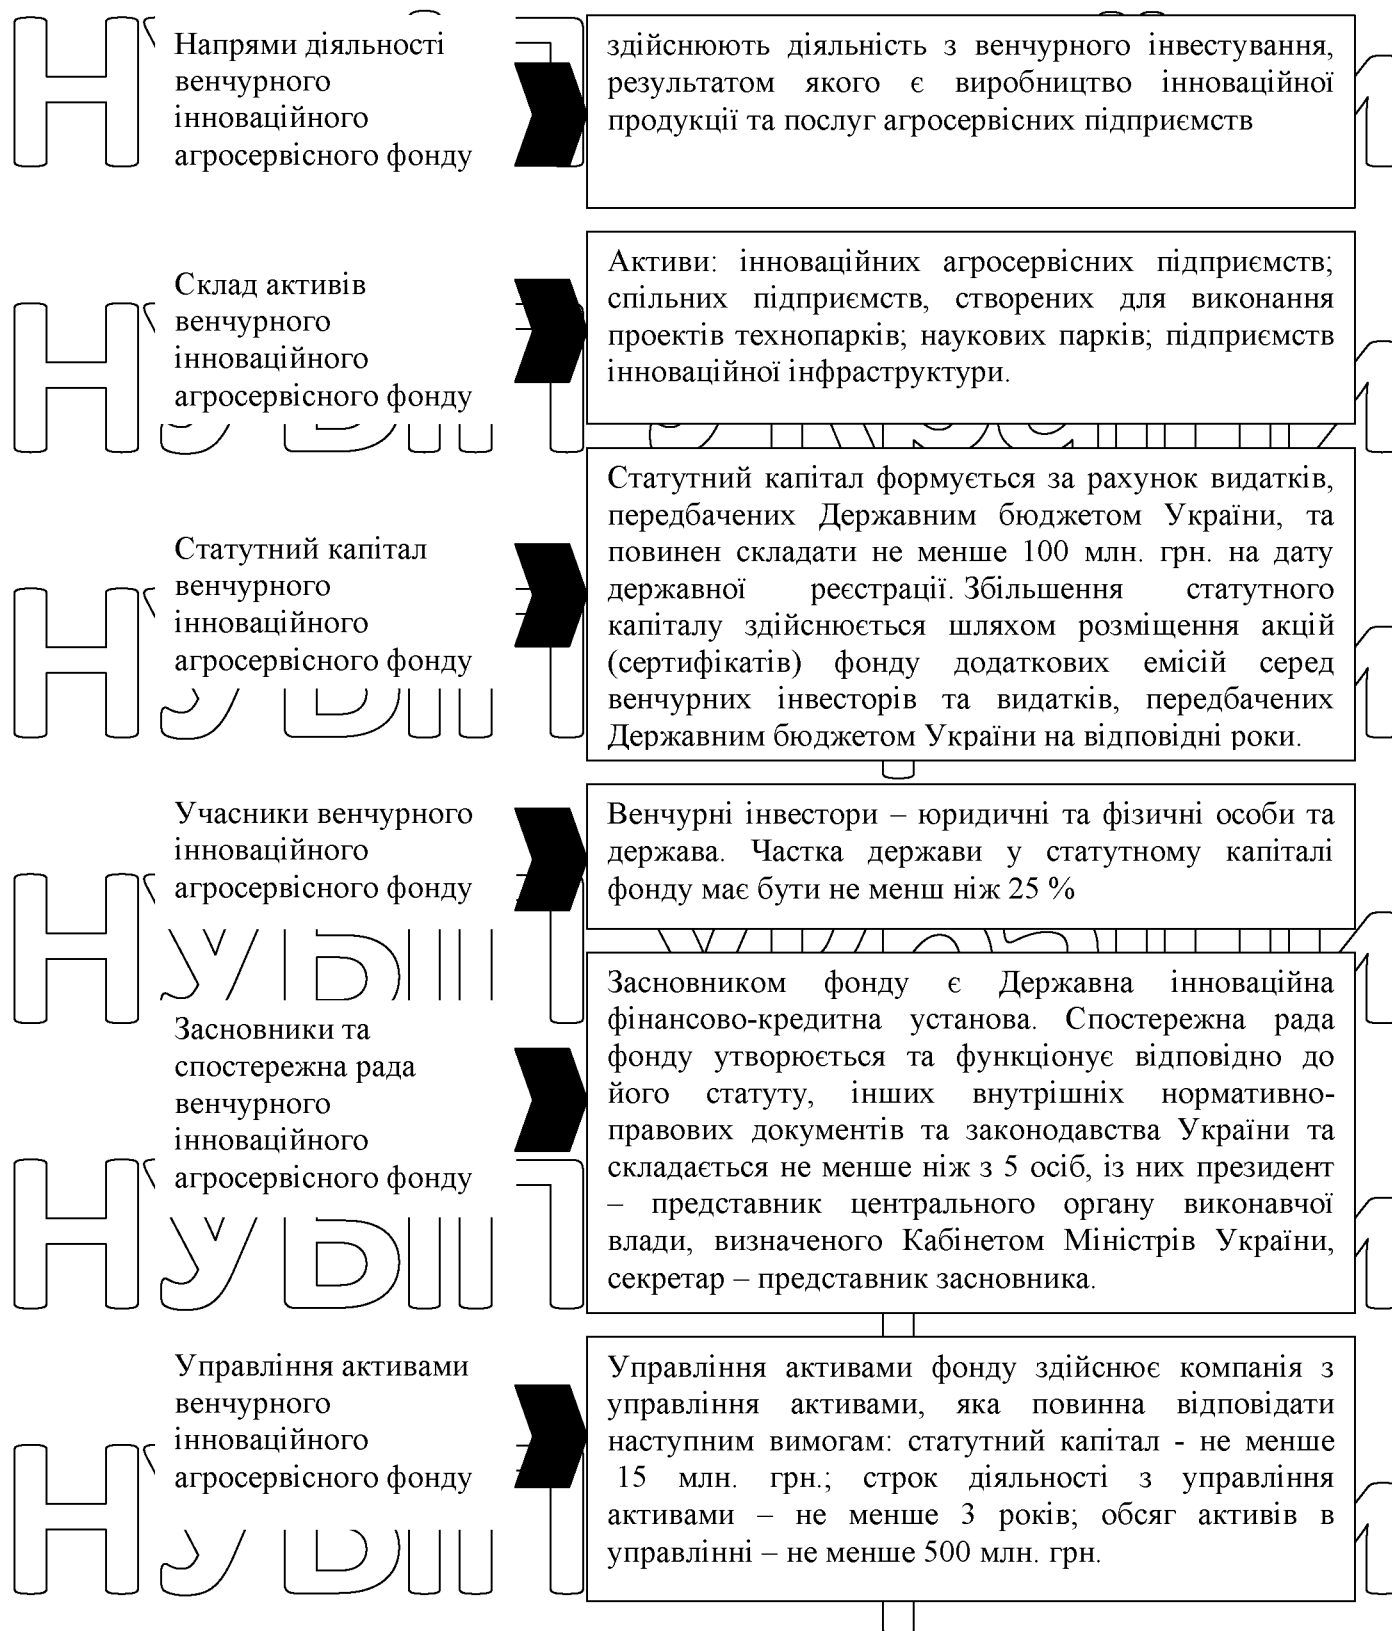 Напрями діяльності
венчурного
інноваційного
агросервісного фонду
здійснюють діяльність з венчурного інвестування,
результатом якого є виробництво інноваційної
продукції та послуг агросервісних підприємств
Склад активів
венчурного
інноваційного
агросервісного фонду
Активи: інноваційних агросервісних підприємств;
спільних підприємств, створених для виконання
проектів технопарків; наукових парків; підприємств
інноваційної інфраструктури.
Статутний капітал
венчурного
інноваційного
агросервісного фонду
Статутний капітал формується за рахунок видатків,
передбачених Державним бюджетом України, та
повинен складати не менше 100 млн. грн. на дату
державної реєстрації. Збільшення статутного
капіталу здійснюється шляхом розміщення акцій
(сертифікатів) фонду додаткових емісій серед
венчурних інвесторів та видатків, передбачених
Державним бюджетом України на відповідні роки.
Учасники венчурного
інноваційного
агросервісного фонду
Венчурні інвестори – юридичні та фізичні особи та
держава. Частка держави у статутному капіталі
фонду має бути не менш ніж 25 %
Засновники та
спостережна рада
венчурного
інноваційного
агросервісного фонду
Засновником фонду є Державна інноваційна
фінансово-кредитна установа. Спостережна рада
фонду утворюється та функціонує відповідно до
його статуту, інших внутрішніх нормативно-
правових документів та законодавства України та
складається не менше ніж з 5 осіб, із них президент
– представник центрального органу виконавчої
влади, визначеного Кабінетом Міністрів України,
секретар – представник засновника.
Управління активами
венчурного
інноваційного
агросервісного фонду
Управління активами фонду здійснює компанія з
управління активами, яка повинна відповідати
наступним вимогам: статутний капітал - не менше
15 млн. грн.; строк діяльності з управління
активами – не менше 3 років; обсяг активів в
управлінні – не менше 500 млн. грн.